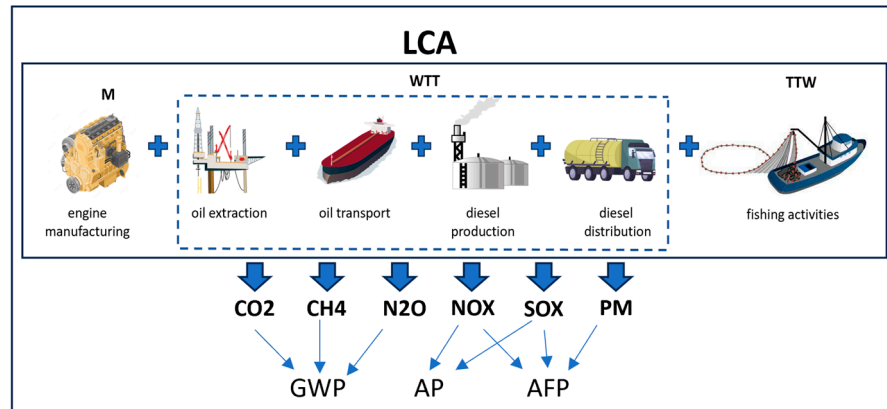 LCA
M
WTT
TTW
engine
manufacturing
oil extraction
oil transport
diesel
production
diesel
distribution
fishing activities
CO2
CH4
N2O
NOX
SOX
PM
GWP
AP
AFP